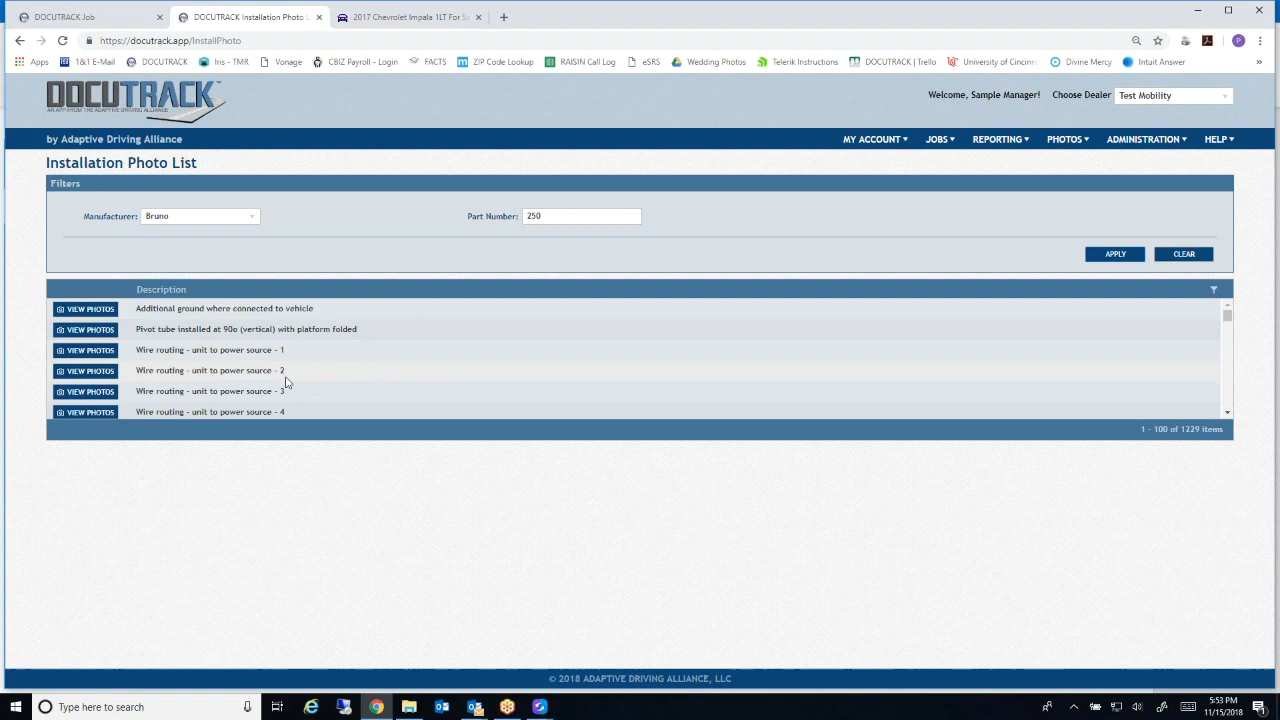 DOCUTRACK Job
DOCUTRACK Installation Photo L
2017 Chevrolet Impala 1LT For Sa
https://docutrack.app/InstallPhoto
Apps
1&1 E-Mail
DOCUTRACK
Iris - TMR
Vonage
CBIZ Payroll - Login
FACTS
ZIP Code Lookup
RAISIN Call Log
eSRS
Wedding Photos
Telerik Instructions
DOCUTRACK | Trello
University of Cincinn
Divine Mercy
Intuit Answer
DOCUTRACK
AN APP FROM THE ADAPTIVE DRIVING ALLIANCE
Welcome, Sample Manager! Choose Dealer Test Mobility
by Adaptive Driving Alliance
MY ACCOUNT JOBS REPORTING PHOTOS ADMINISTRATION HELP
Installation Photo List
Filters
Manufacturer: Bruno Part Number: 250
APPLY CLEAR
Description
VIEW PHOTOS Additional ground where connected to vehicle
VIEW PHOTOS Pivot tube installed at 90o (vertical) with platform folded
VIEW PHOTOS Wire routing - unit to power source - 1
VIEW PHOTOS Wire routing - unit to power source - 2
VIEW PHOTOS Wire routing - unit to power source - 3
VIEW PHOTOS Wire routing - unit to power source - 4
1 - 100 of 1229 items
© 2018 ADAPTIVE DRIVING ALLIANCE, LLC
Type here to search
5:53 PM
11/15/2018